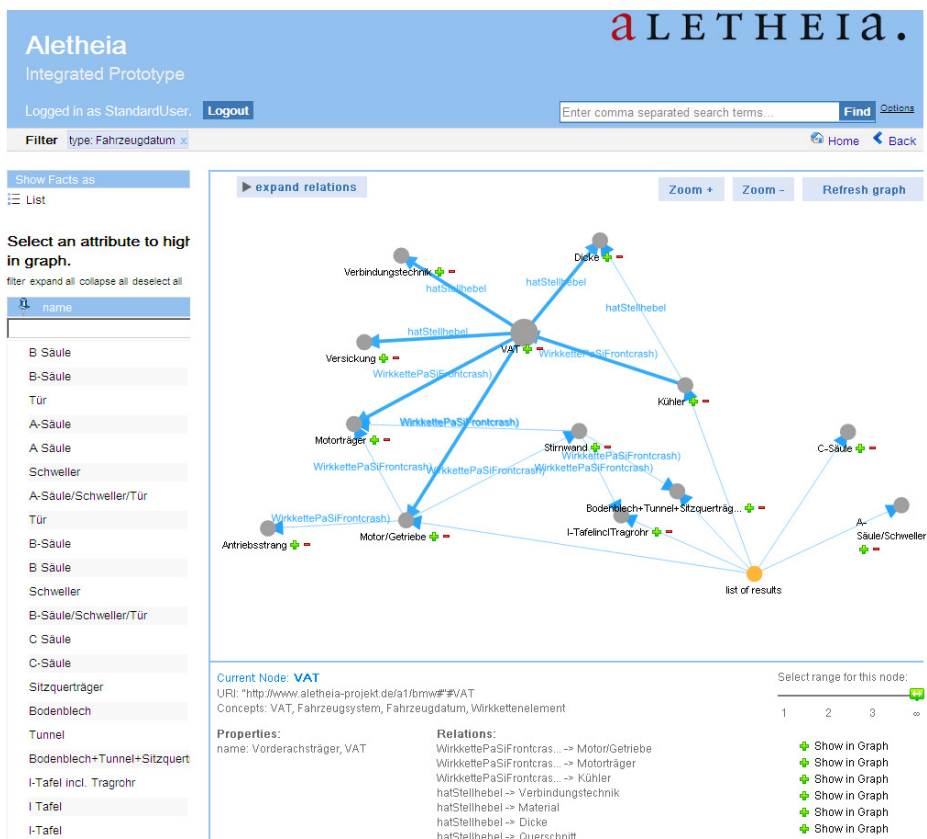 aLETHEIa.
Aletheia
Integrated Prototype
Logged in as StandardUser. Logout
Enter comma separated search terms... Find Options
Filter type: Fahrzeugdatum x
Home Back
Show Facts as
List
Select an attribute to high
in graph.
filter expand all collapse all deselect all
name
B Säule
B-Säule
Tür
A-Säule
A Säule
Schweller
A-Säule/Schweller/Tür
Tür
B-Säule
B Säule
Schweller
B-Säule/Schweller/Tür
C Säule
C-Säule
Sitzquerträger
Bodenblech
Tunnel
Bodenblech+Tunnel+Sitzquert
I-Tafel incl. Tragrohr
I Tafel
I-Tafel
expand relations
Zoom + Zoom – Refresh graph
Dicke
Verbindungstechnik
hatStellhebel
hatStellhebel
hatStellhebel
hatStellhebel
VAT
WirkkettePaSiFrontcrash)
Versickung
WirkkettePaSiFrontcrash)
Kühler
WirkkettePaSiFrontcrash)
Motorträger
Stirnwand
C-Säule
WirkkettePaSiFrontcrash)
WirkkettePaSiFrontcrash)
WirkkettePaSiFrontcrash)
WirkkettePaSiFrontcrash)
Bodenblech+Tunnel+Sitzquerträg...
WirkkettePaSiFrontcrash)
A-
Säule/Schweller
I-TafelinclTragrohr
Motor/Getriebe
Antriebsstrang
list of results
Current Node: VAT
URI: "http://www.aletheia-projekt.de/a1/bmw#"#VAT
Concepts: VAT, Fahrzeugsystem, Fahrzeugdatum, Wirkkettenelement
Select range for this node:
1 2 3 ∞
Properties:
name: Vorderachsträger, VAT
Relations:
WirkkettePaSiFrontcras... -> Motor/Getriebe
WirkkettePaSiFrontcras... -> Motorträger
WirkkettePaSiFrontcras... -> Kühler
hatStellhebel -> Verbindungstechnik
hatStellhebel -> Material
hatStellhebel -> Dicke
hatStellhebel -> Querschnitt
Show in Graph
Show in Graph
Show in Graph
Show in Graph
Show in Graph
Show in Graph